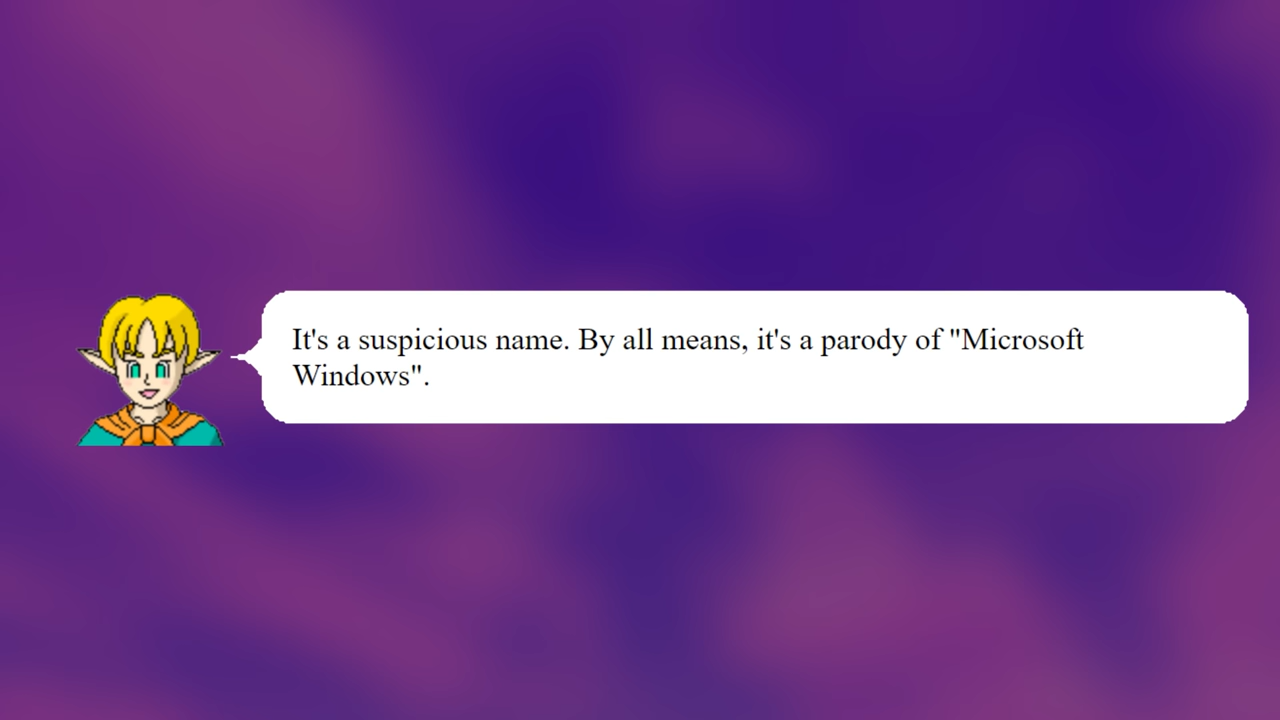 It's a suspicious name. By all means, it's a parody of "Microsoft
Windows".